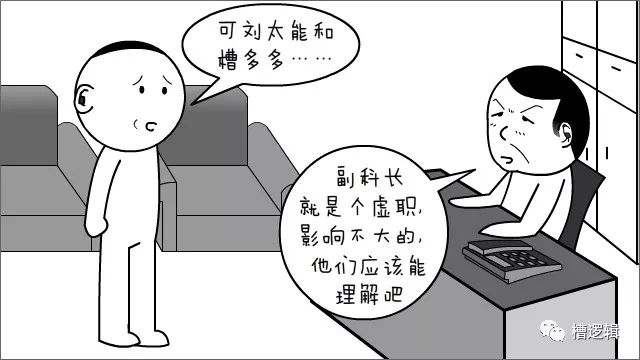 可刘太能和
慒多多……
副科长
就是个虚职，
影响不大的，
他们应该能
理解吧
槽逻辑